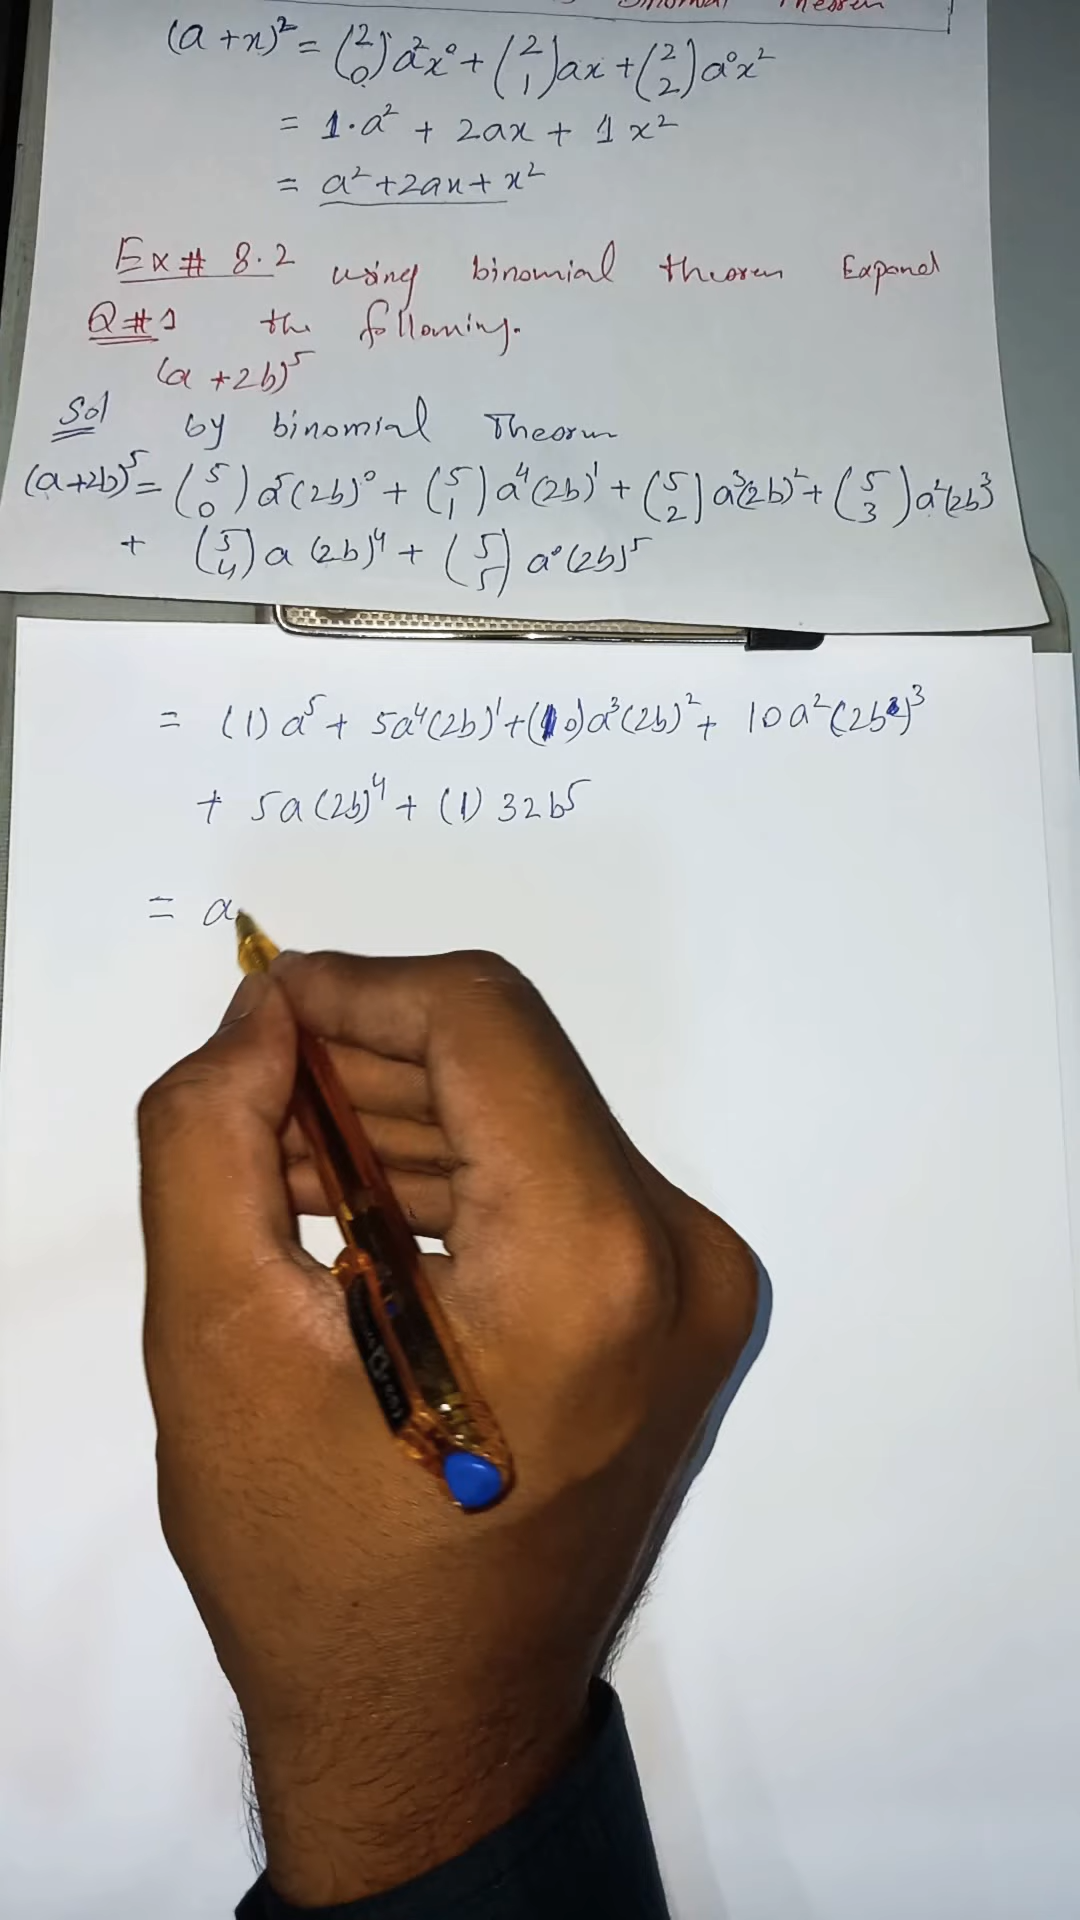 Binomial Theorem
(a+x)² = (2 0) a²x⁰ + (2 1) ax + (2 2) a⁰x²
= 1·a² + 2ax + 1x²
= a² + 2ax + x²
Ex# 8.2 using binomial theorem Expand
Q#1 the following.
(a+2b)⁵
Sol by binomial Theorem
(a+2b)⁵ = (5 0) a⁵(2b)⁰ + (5 1) a⁴(2b)¹ + (5 2) a³(2b)² + (5 3) a²(2b)³
+ (5 4) a(2b)⁴ + (5 5) a⁰(2b)⁵
= (1)a⁵ + 5a⁴(2b)¹ + (10)a³(2b)² + 10a²(2b)³
+ 5a(2b)⁴ + (1)32b⁵
= a